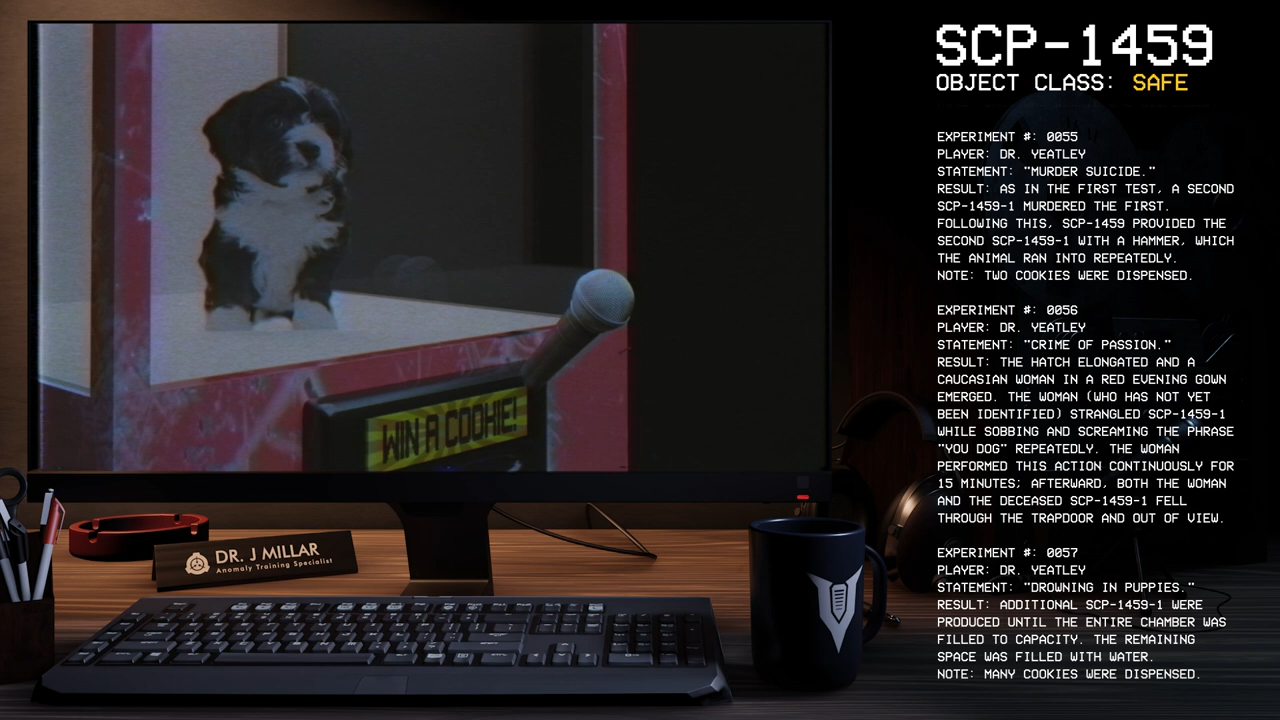 SCP-1459
OBJECT CLASS: SAFE
EXPERIMENT #: 0055
PLAYER: DR. YEATLEY
STATEMENT: "MURDER SUICIDE."
RESULT: AS IN THE FIRST TEST, A SECOND
SCP-1459-1 MURDERED THE FIRST.
FOLLOWING THIS, SCP-1459 PROVIDED THE
SECOND SCP-1459-1 WITH A HAMMER, WHICH
THE ANIMAL RAN INTO REPEATEDLY.
NOTE: TWO COOKIES WERE DISPENSED.
EXPERIMENT #: 0056
PLAYER: DR. YEATLEY
STATEMENT: "CRIME OF PASSION."
RESULT: THE HATCH ELONGATED AND A
CAUCASIAN WOMAN IN A RED EVENING GOWN
EMERGED. THE WOMAN (WHO HAS NOT YET
BEEN IDENTIFIED) STRANGLED SCP-1459-1
WHILE SOBBING AND SCREAMING THE PHRASE
"YOU DOG" REPEATEDLY. THE WOMAN
PERFORMED THIS ACTION CONTINUOUSLY FOR
15 MINUTES; AFTERWARD, BOTH THE WOMAN
AND THE DECEASED SCP-1459-1 FELL
THROUGH THE TRAPDOOR AND OUT OF VIEW.
EXPERIMENT #: 0057
PLAYER: DR. YEATLEY
STATEMENT: "DROWNING IN PUPPIES."
RESULT: ADDITIONAL SCP-1459-1 WERE
PRODUCED UNTIL THE ENTIRE CHAMBER WAS
FILLED TO CAPACITY. THE REMAINING
SPACE WAS FILLED WITH WATER.
NOTE: MANY COOKIES WERE DISPENSED.
WIN A COOKIE!
DR. J MILLAR
Anomaly Training Specialist